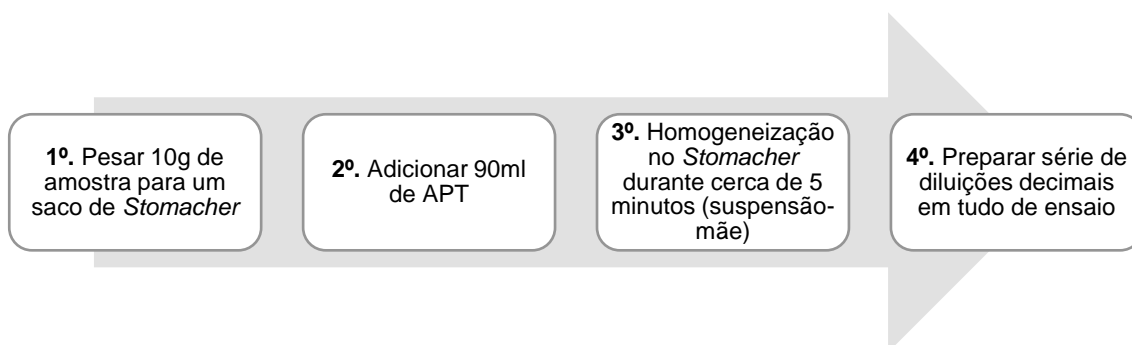 1º. Pesar 10g de
amostra para um
saco de Stomacher
2º. Adicionar 90ml
de APT
3º. Homogeneização
no Stomacher
durante cerca de 5
minutos (suspensão-
mãe)
4º. Preparar série de
diluições decimais
em tudo de ensaio